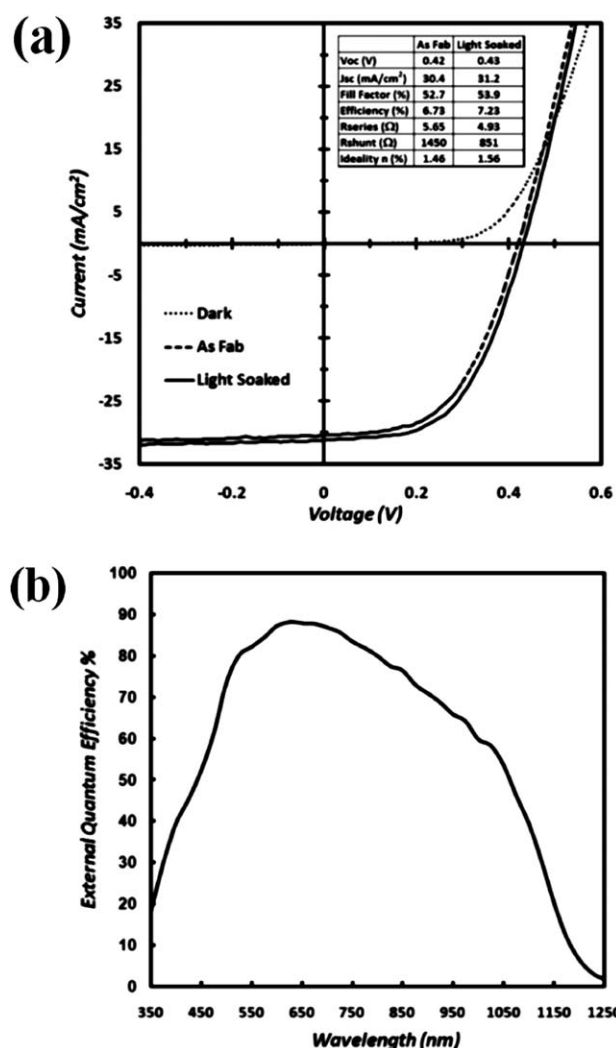 (a)
35
25
15
5
-5
-15
-25
-35
Current (mA/cm²)
As Fab Light Soaked
Voc (V) 0.42 0.43
Jsc (mA/cm²) 30.4 31.2
Fill Factor (%) 52.7 53.9
Efficiency (%) 6.73 7.23
Rseries (Ω) 5.65 4.93
Rshunt (Ω) 1450 851
Ideality n (%) 1.46 1.56
Dark
As Fab
Light Soaked
-0.4 -0.2 0 0.2 0.4 0.6
Voltage (V)
(b)
100
90
80
70
60
50
40
30
20
10
0
External Quantum Efficiency %
350 450 550 650 750 850 950 1050 1150 1250
Wavelength (nm)